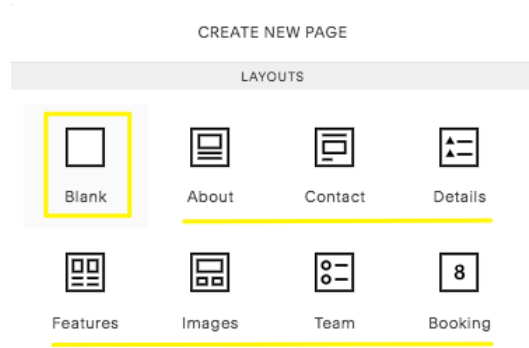 CREATE NEW PAGE
LAYOUTS
Blank About Contact Details
8
Features Images Team Booking